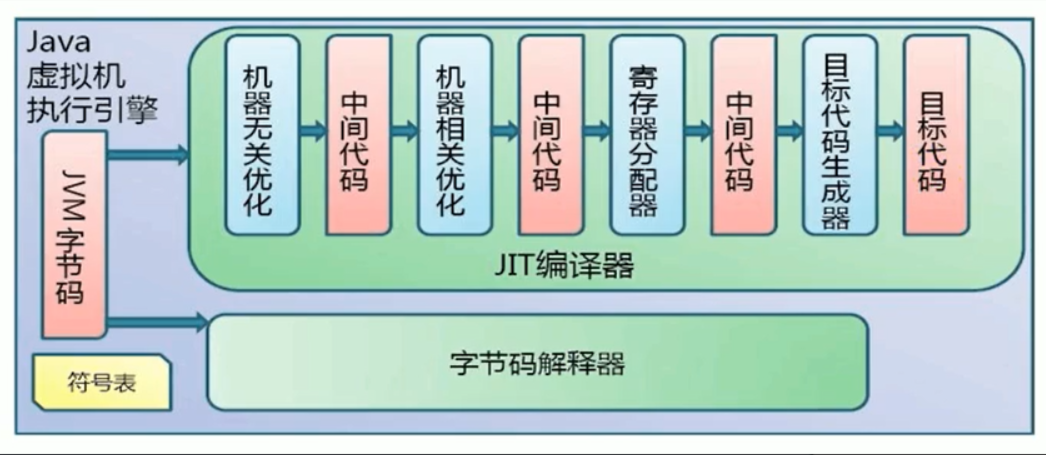 Java
虚拟机
执行引擎
JVM字节码
符号表
机器无关优化
中间代码
机器相关优化
中间代码
寄存器分配器
中间代码
目标代码生成器
目标代码
JIT编译器
字节码解释器